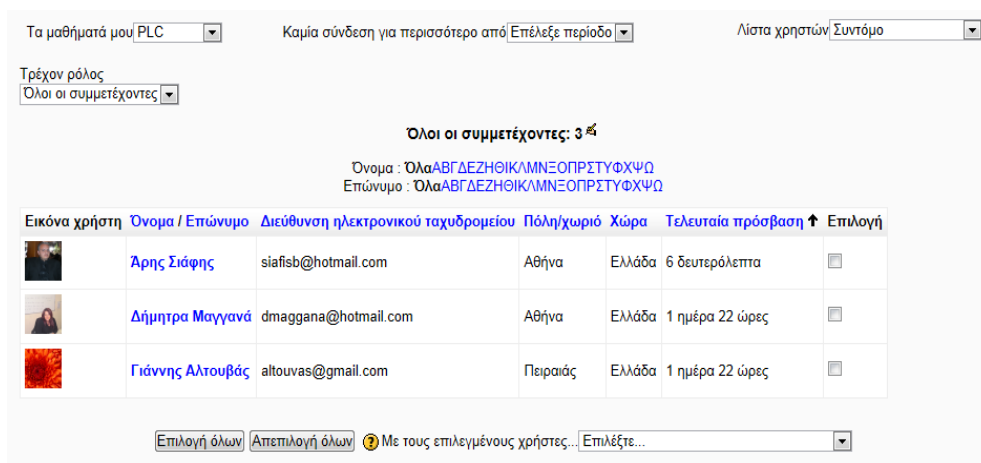 Τα μαθήματά μου PLC Καμία σύνδεση για περισσότερο από Επέλεξε περίοδο Λίστα χρηστών Συντόμο
Τρέχον ρόλος
Όλοι οι συμμετέχοντες
Όλοι οι συμμετέχοντες: 3
Όνομα : ΌλαΑΒΓΔΕΖΗΘΙΚΛΜΝΞΟΠΡΣΤΥΦΧΨΩ
Επώνυμο : ΌλαΑΒΓΔΕΖΗΘΙΚΛΜΝΞΟΠΡΣΤΥΦΧΨΩ
Εικόνα χρήστη Όνομα / Επώνυμο Διεύθυνση ηλεκτρονικού ταχυδρομείου Πόλη/χωριό Χώρα Τελευταία πρόσβαση Επιλογή
Άρης Σιάφης siafisb@hotmail.com Αθήνα Ελλάδα 6 δευτερόλεπτα
Δήμητρα Μαγγανά dmaggana@hotmail.com Αθήνα Ελλάδα 1 ημέρα 22 ώρες
Γιάννης Αλτουβάς altouvas@gmail.com Πειραιάς Ελλάδα 1 ημέρα 22 ώρες
Επιλογή όλων Απεπιλογή όλων Με τους επιλεγμένους χρήστες... Επιλέξτε...